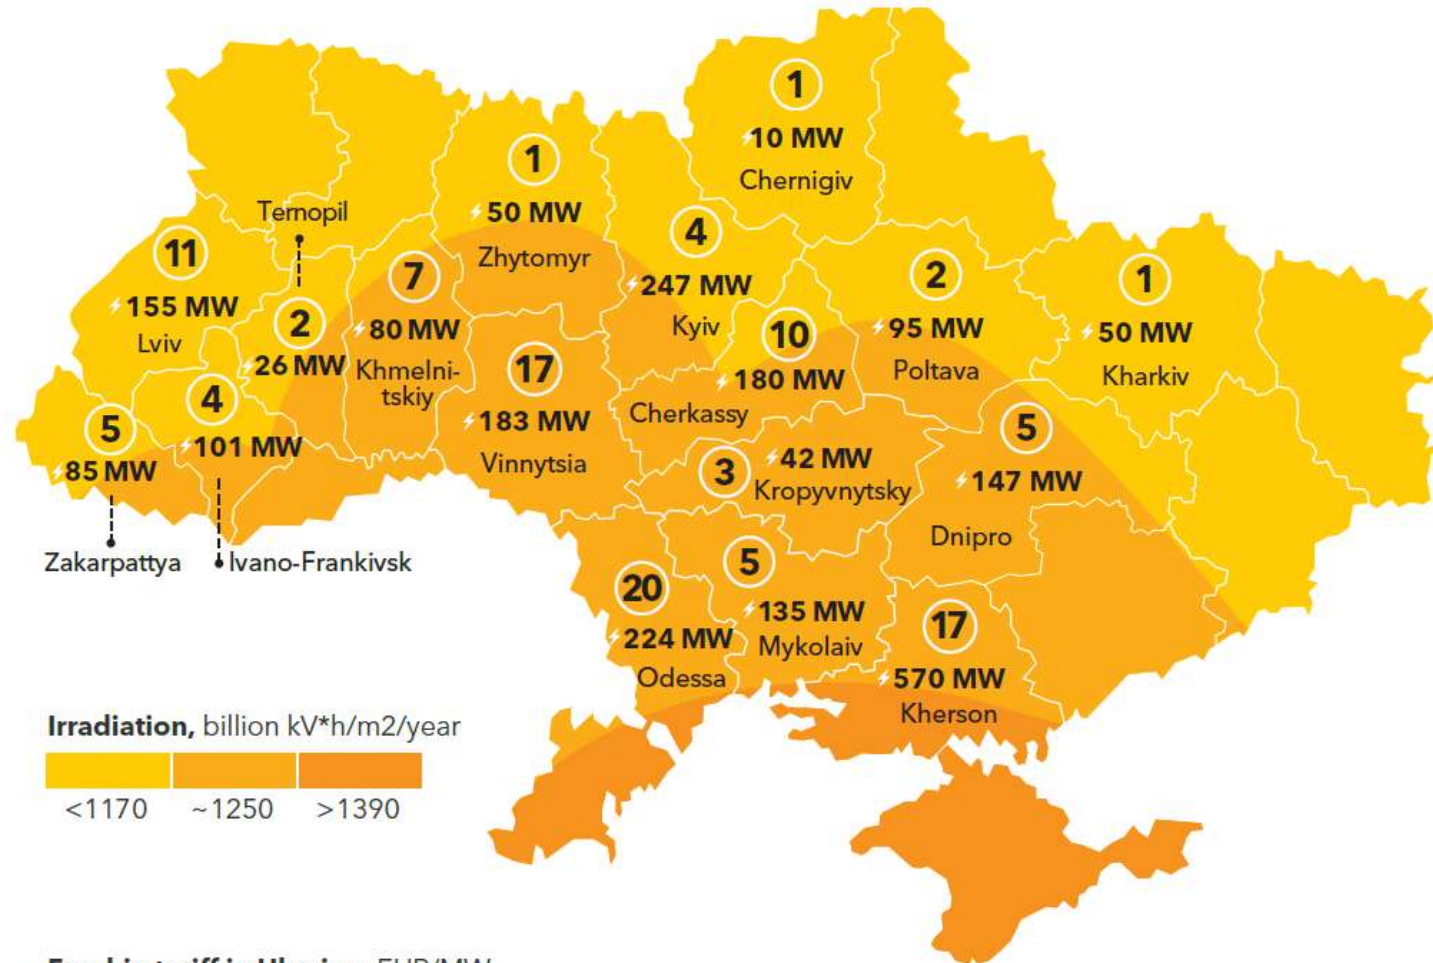 1
10 MW
Chernigiv
1
50 MW
Zhytomyr
Ternopil
11
155 MW
Lviv
2
26 MW
7
80 MW
Khmelni-
tskiy
4
247 MW
Kyiv
2
95 MW
Poltava
1
50 MW
Kharkiv
10
180 MW
Cherkassy
17
183 MW
Vinnytsia
5
85 MW
Zakarpattya
4
101 MW
Ivano-Frankivsk
3
42 MW
Kropyvnytsky
5
147 MW
Dnipro
20
224 MW
Odessa
5
135 MW
Mykolaiv
17
570 MW
Kherson
Irradiation, billion kV*h/m2/year
<1170 ~1250 >1390